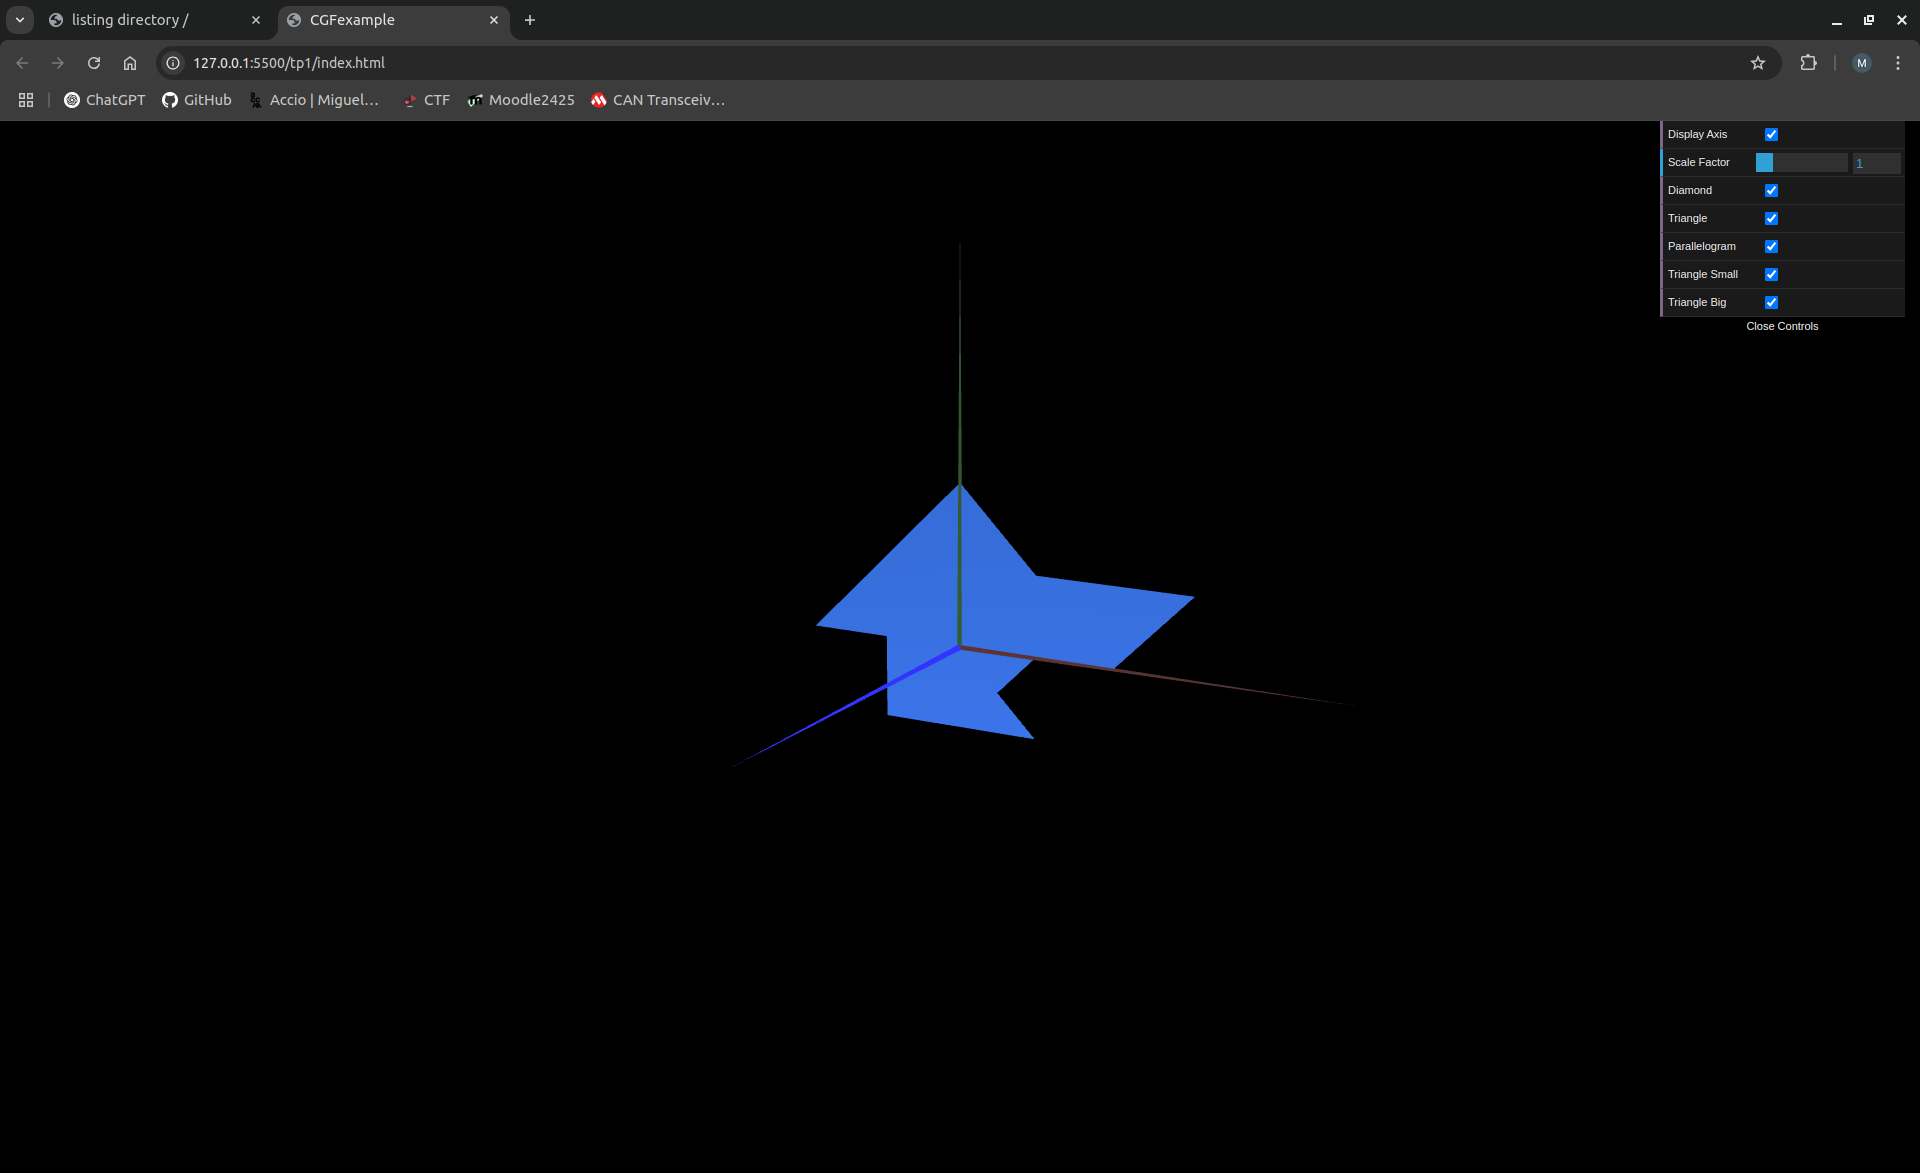 listing directory /
CGFexample
127.0.0.1:5500/tp1/index.html
M
ChatGPT
GitHub
Accio | Miguel...
CTF
Moodle2425
CAN Transceiv...
Display Axis
Scale Factor 1
Diamond
Triangle
Parallelogram
Triangle Small
Triangle Big
Close Controls